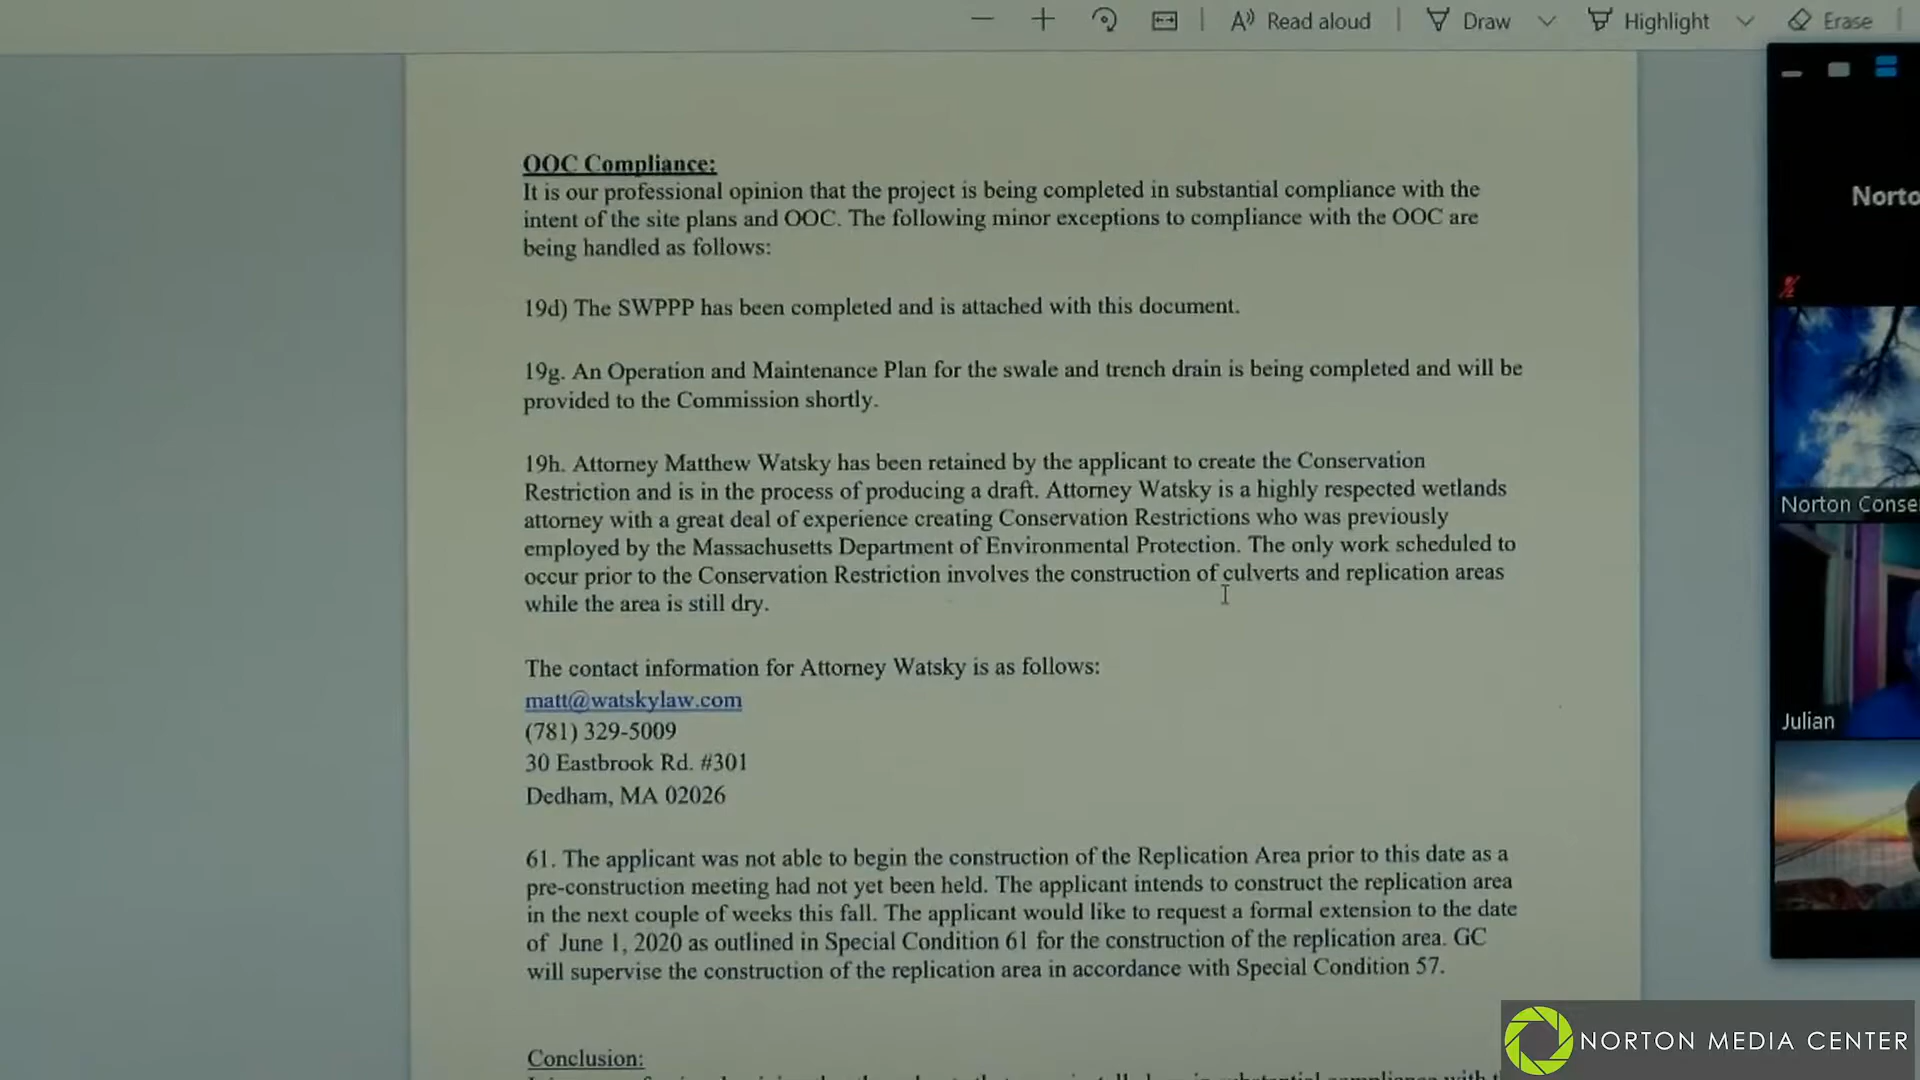 Read aloud
Draw
Highlight
Erase
OOC Compliance:
It is our professional opinion that the project is being completed in substantial compliance with the
intent of the site plans and OOC. The following minor exceptions to compliance with the OOC are
being handled as follows:
19d) The SWPPP has been completed and is attached with this document.
19g. An Operation and Maintenance Plan for the swale and trench drain is being completed and will be
provided to the Commission shortly.
19h. Attorney Matthew Watsky has been retained by the applicant to create the Conservation
Restriction and is in the process of producing a draft. Attorney Watsky is a highly respected wetlands
attorney with a great deal of experience creating Conservation Restrictions who was previously
employed by the Massachusetts Department of Environmental Protection. The only work scheduled to
occur prior to the Conservation Restriction involves the construction of culverts and replication areas
while the area is still dry.
The contact information for Attorney Watsky is as follows:
matt@watskylaw.com
(781) 329-5009
30 Eastbrook Rd. #301
Dedham, MA 02026
61. The applicant was not able to begin the construction of the Replication Area prior to this date as a
pre-construction meeting had not yet been held. The applicant intends to construct the replication area
in the next couple of weeks this fall. The applicant would like to request a formal extension to the date
of June 1, 2020 as outlined in Special Condition 61 for the construction of the replication area. GC
will supervise the construction of the replication area in accordance with Special Condition 57.
Conclusion:
Norto
Norton Conse
Julian
NORTON MEDIA CENTER